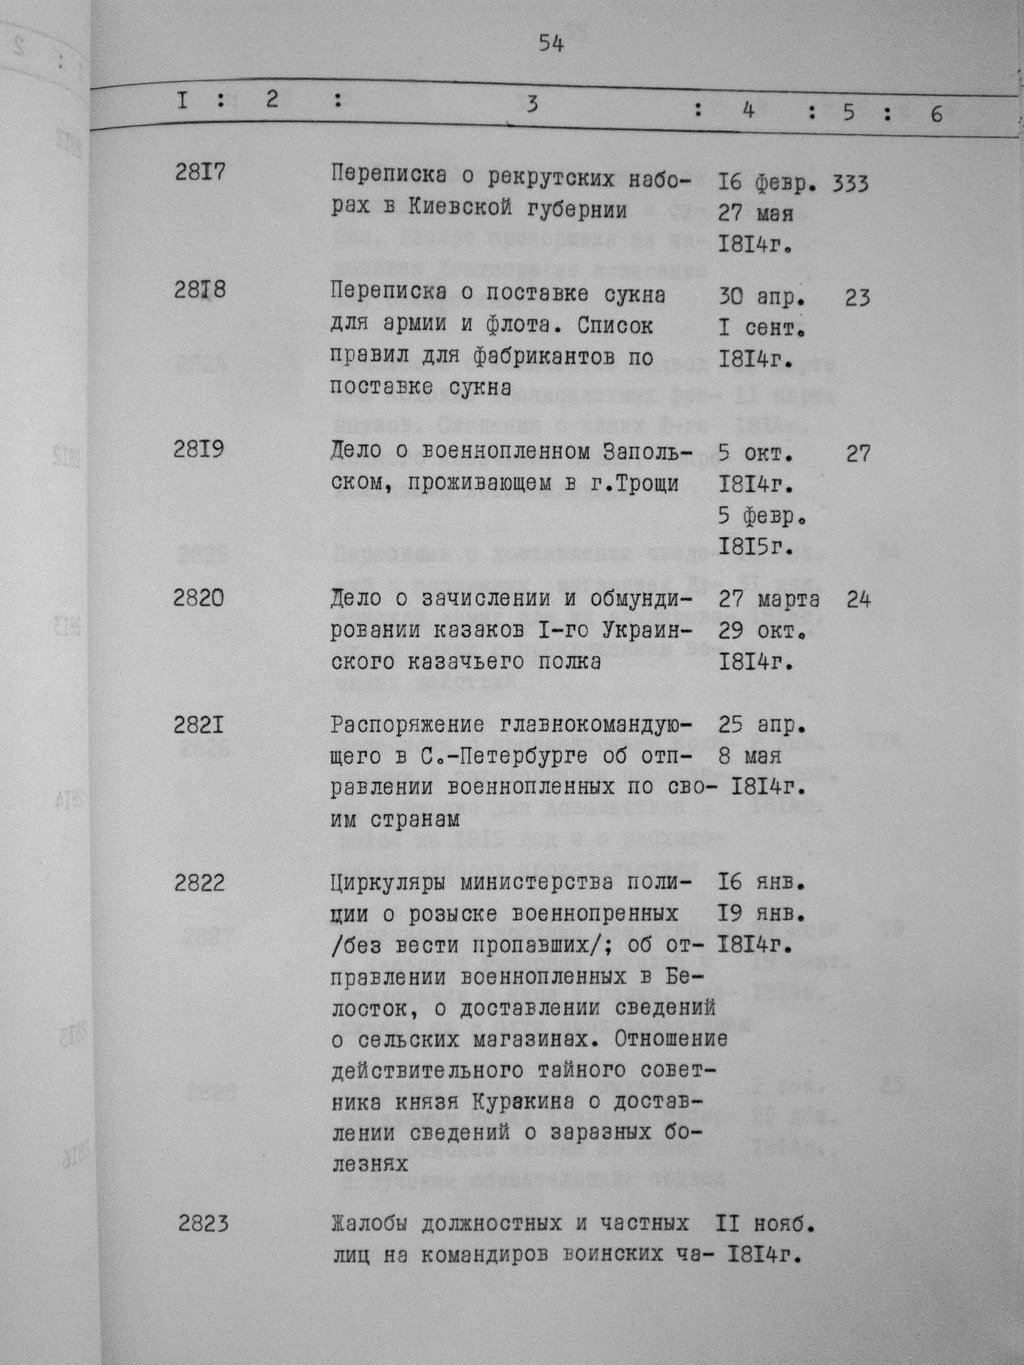 54
I : 2 : 3 : 4 : 5 : 6
2817 Переписка о рекрутских набо- 16 февр. 333
рах в Киевской губернии 27 мая
1814г.
2818 Переписка о поставке сукна 30 апр. 23
для армии и флота. Список I сент.
правил для фабрикантов по 1814г.
поставке сукна
2819 Дело о военнопленном Заполь- 5 окт. 27
ском, проживающем в г.Трощи 1814г.
5 февр.
1815г.
2820 Дело о зачислении и обмунди- 27 марта 24
ровании казаков I-го Украин- 29 окт.
ского казачьего полка 1814г.
2821 Распоряжение главнокомандую- 25 апр.
щего в С.-Петербурге об отп- 8 мая
равлении военнопленных по сво- 1814г.
им странам
2822 Циркуляры министерства поли- 16 янв.
ции о розыске военнопренных 19 янв.
/без вести пропавших/; об от- 1814г.
правлении военнопленных в Бе-
лосток, о доставлении сведений
о сельских магазинах. Отношение
действительного тайного совет-
ника князя Куракина о достав-
лении сведений о заразных бо-
лезнях
2823 Жалобы должностных и частных II нояб.
лиц на командиров воинских ча- 1814г.